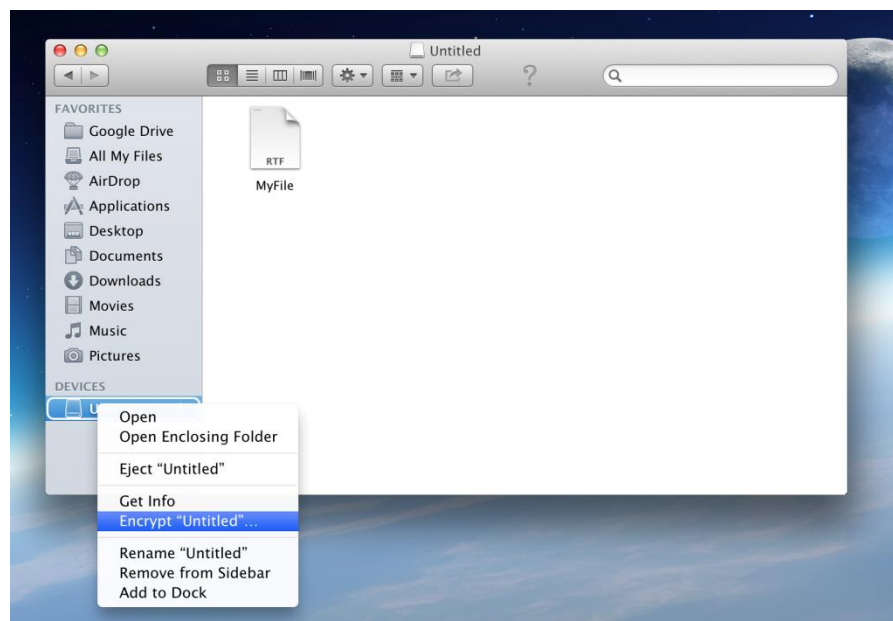 Untitled
FAVORITES
Google Drive
All My Files
AirDrop
Applications
Desktop
Documents
Downloads
Movies
Music
Pictures
RTF
MyFile
?
DEVICES
Open
Open Enclosing Folder
Eject “Untitled”
Get Info
Encrypt “Untitled”...
Rename “Untitled”
Remove from Sidebar
Add to Dock